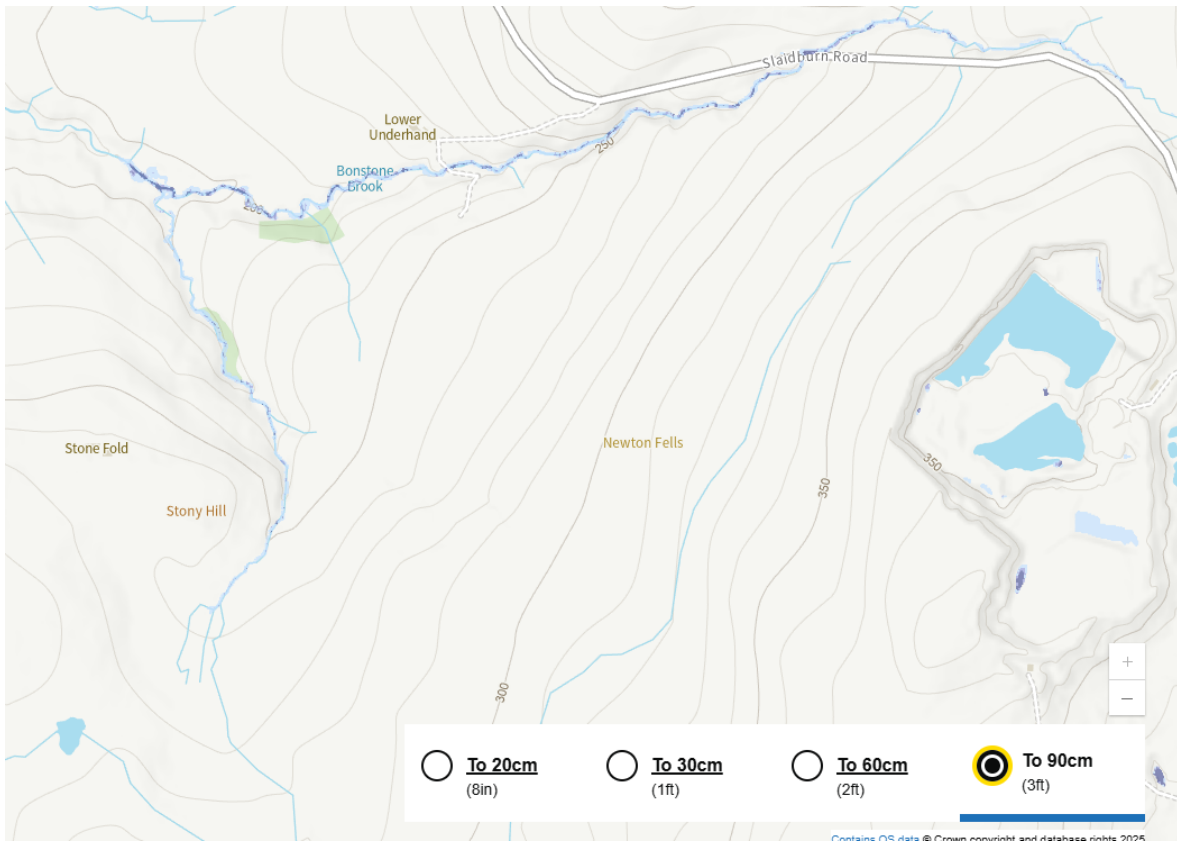 Slaidburn Road
Lower
Underhand
250
Bonstone
Brook
260
Newton Fells
Stone Fold
350
350
Stony Hill
300
+
−
To 20cm
(8in)
To 30cm
(1ft)
To 60cm
(2ft)
To 90cm
(3ft)
Contains OS data © Crown copyright and database rights 2025